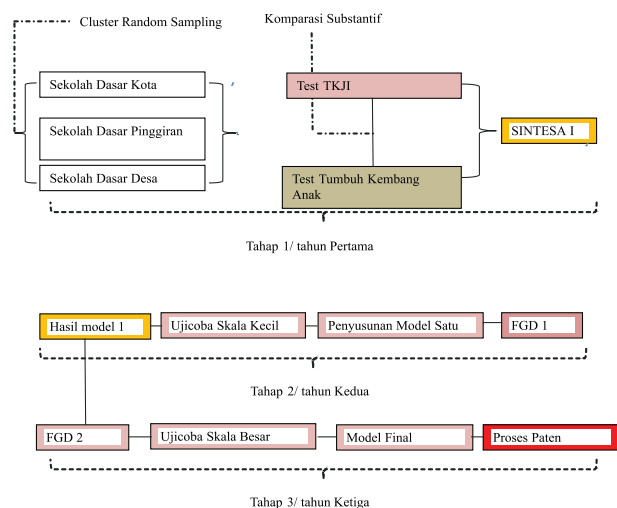 Cluster Random Sampling
Komparasi Substantif
Sekolah Dasar Kota
Sekolah Dasar Pinggiran
Sekolah Dasar Desa
Test TKJI
Test Tumbuh Kembang
Anak
SINTESA I
Tahap 1/ tahun Pertama
Hasil model 1
Ujicoba Skala Kecil
Penyusunan Model Satu
FGD 1
Tahap 2/ tahun Kedua
FGD 2
Ujicoba Skala Besar
Model Final
Proses Paten
Tahap 3/ tahun Ketiga